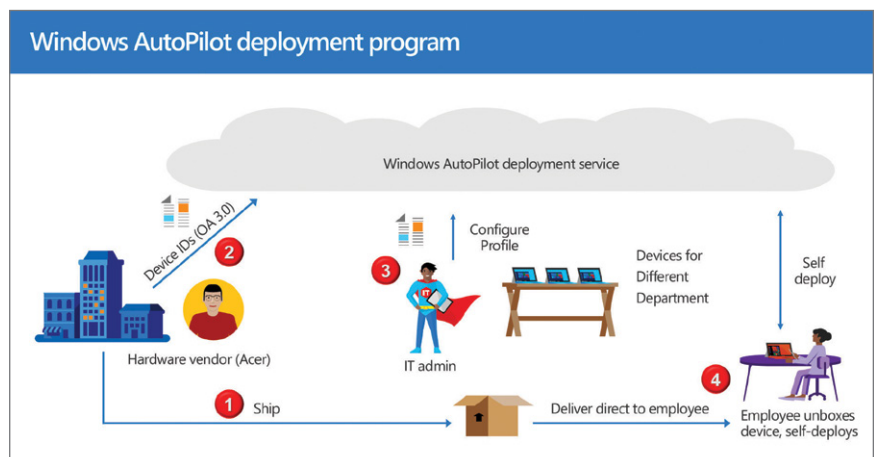 Windows AutoPilot deployment program
Windows AutoPilot deployment service
Device IDs (OA 3.0)
2
3
Configure
Profile
Devices for
Different
Department
Self
deploy
IT
Hardware vendor (Acer)
IT admin
4
1
Ship
Deliver direct to employee
Employee unboxes
device, self-deploys